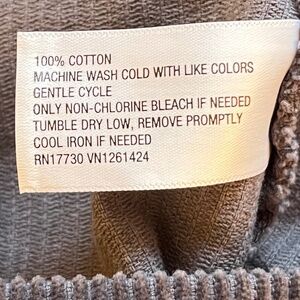 100% COTTON
MACHINE WASH COLD WITH LIKE COLORS
GENTLE CYCLE
ONLY NON-CHLORINE BLEACH IF NEEDED
TUMBLE DRY LOW, REMOVE PROMPTLY
COOL IRON IF NEEDED
RN17730 VN1261424